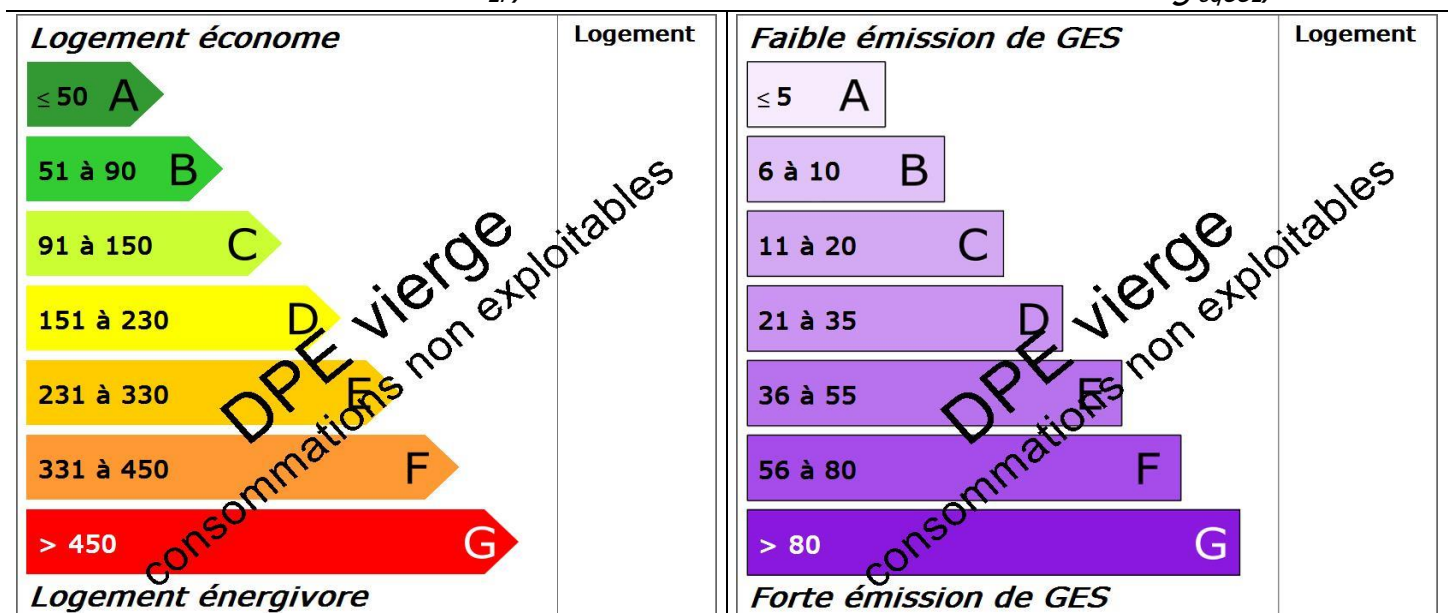 Logement économe Logement
≤ 50 A
51 à 90 B
91 à 150 C
151 à 230 D
231 à 330 E
331 à 450 F
> 450 G
Logement énergivore
DPE vierge
consommations non exploitables
Faible émission de GES Logement
≤ 5 A
6 à 10 B
11 à 20 C
21 à 35 D
36 à 55 E
56 à 80 F
> 80 G
Forte émission de GES
DPE vierge
consommations non exploitables